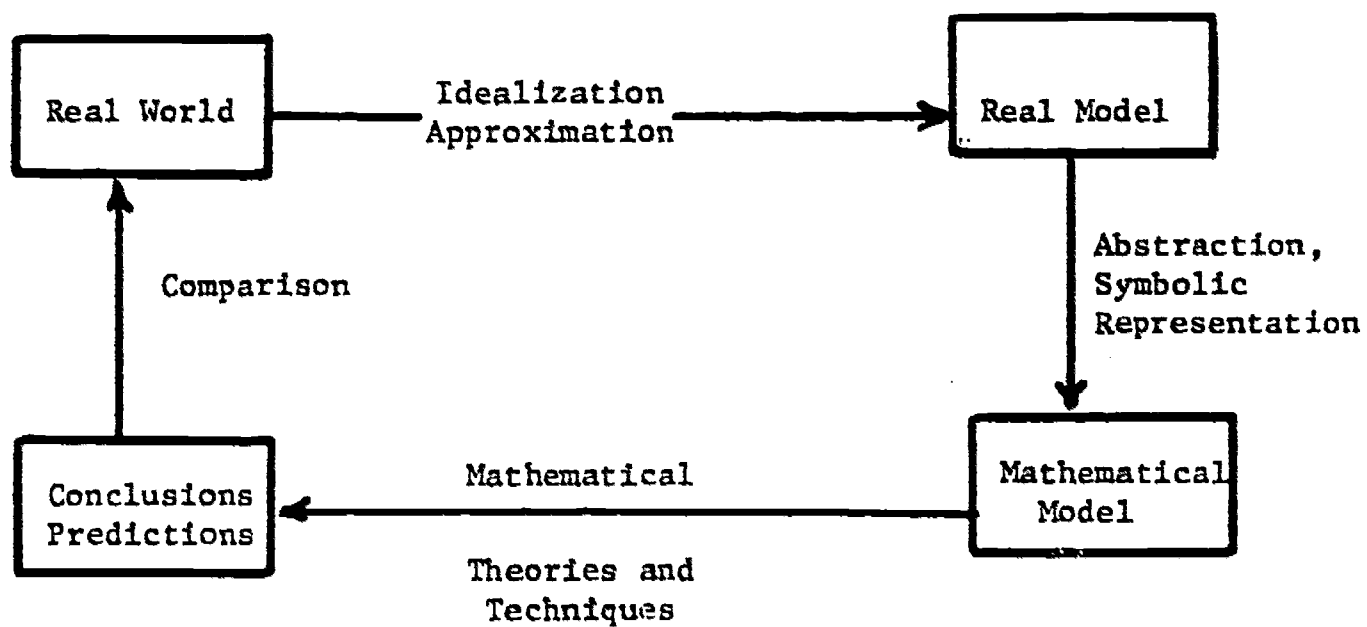 Real World
Idealization
Approximation
Real Model
Abstraction,
Symbolic
Representation
Mathematical
Model
Mathematical
Theories and
Techniques
Conclusions
Predictions
Comparison